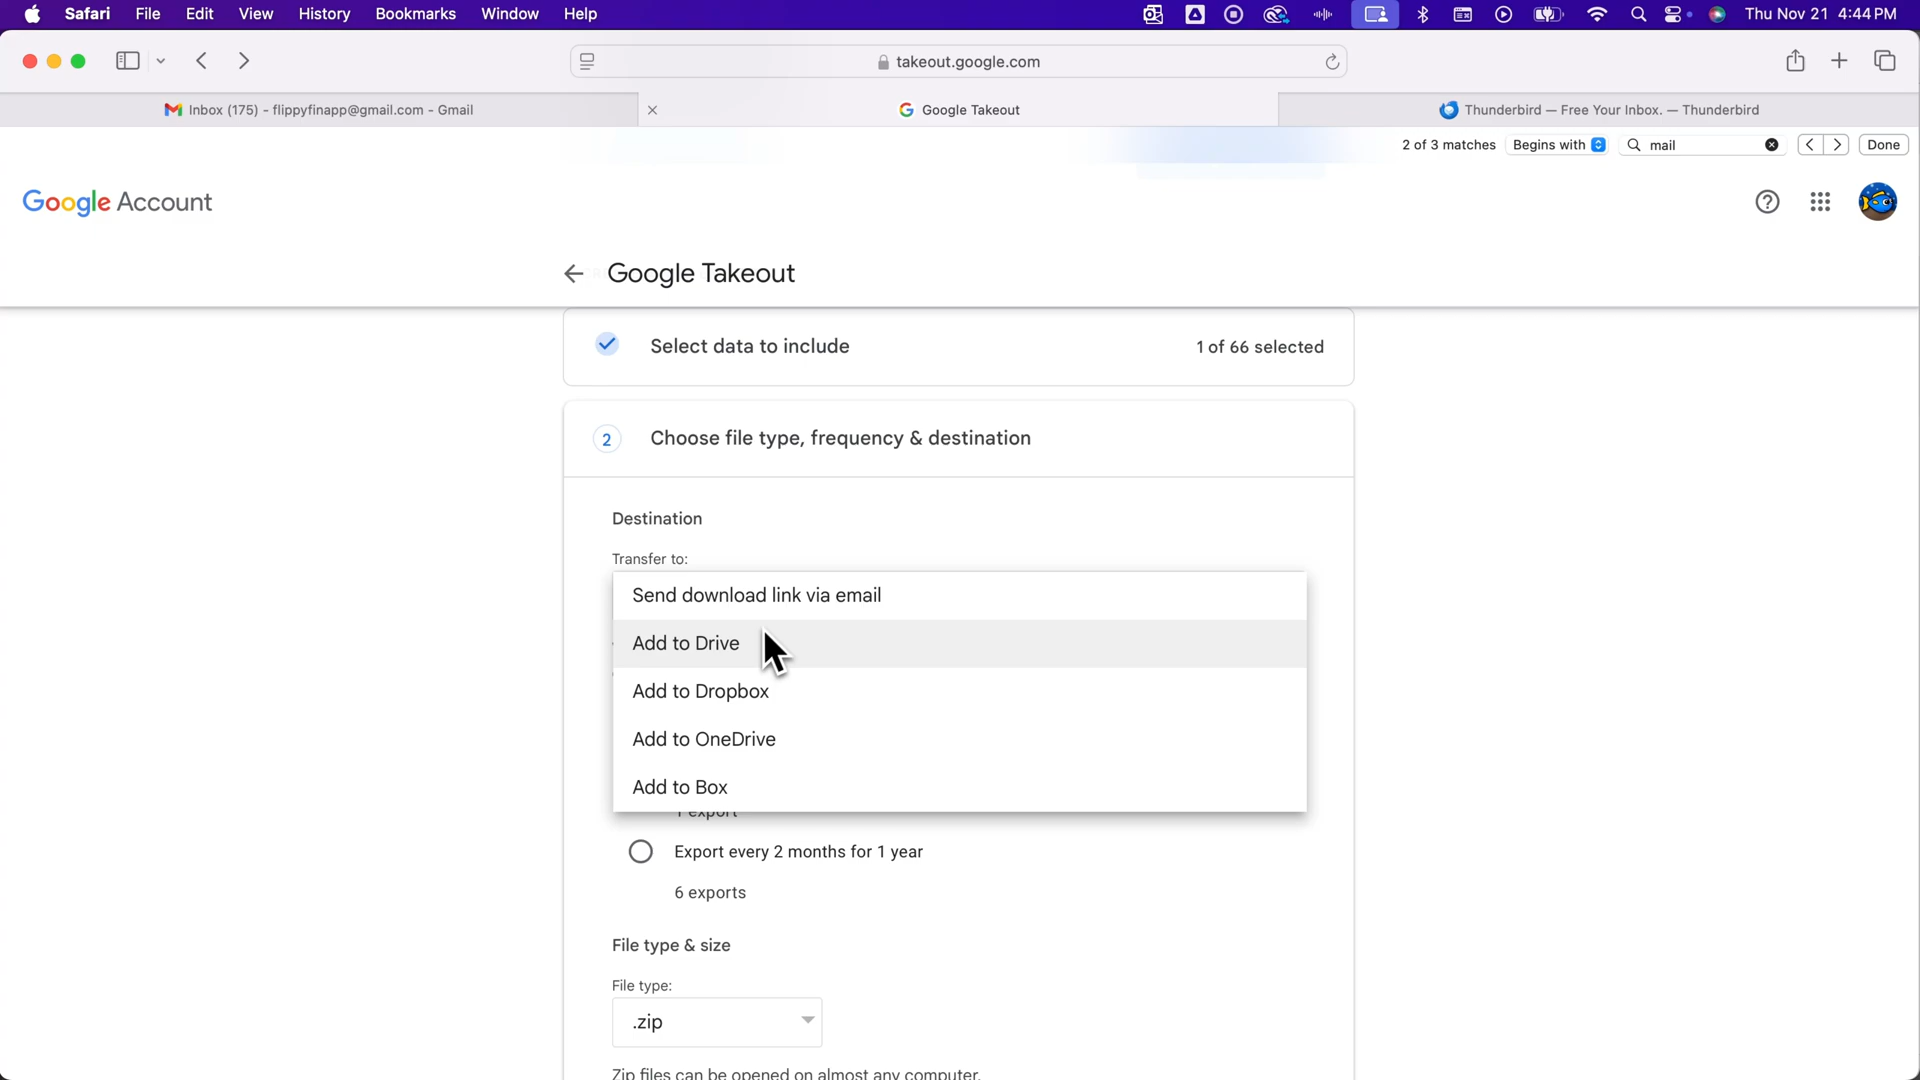 Safari File Edit View History Bookmarks Window Help Thu Nov 21 4:44 PM
takeout.google.com
Inbox (175) - flippyfinapp@gmail.com - Gmail
Google Takeout
Thunderbird — Free Your Inbox. — Thunderbird
2 of 3 matches Begins with mail Done
Google Account
Google Takeout
Select data to include 1 of 66 selected
2 Choose file type, frequency & destination
Destination
Transfer to:
Send download link via email
Add to Drive
Add to Dropbox
Add to OneDrive
Add to Box
1 export
Export every 2 months for 1 year
6 exports
File type & size
File type:
.zip
Zip files can be opened on almost any computer.